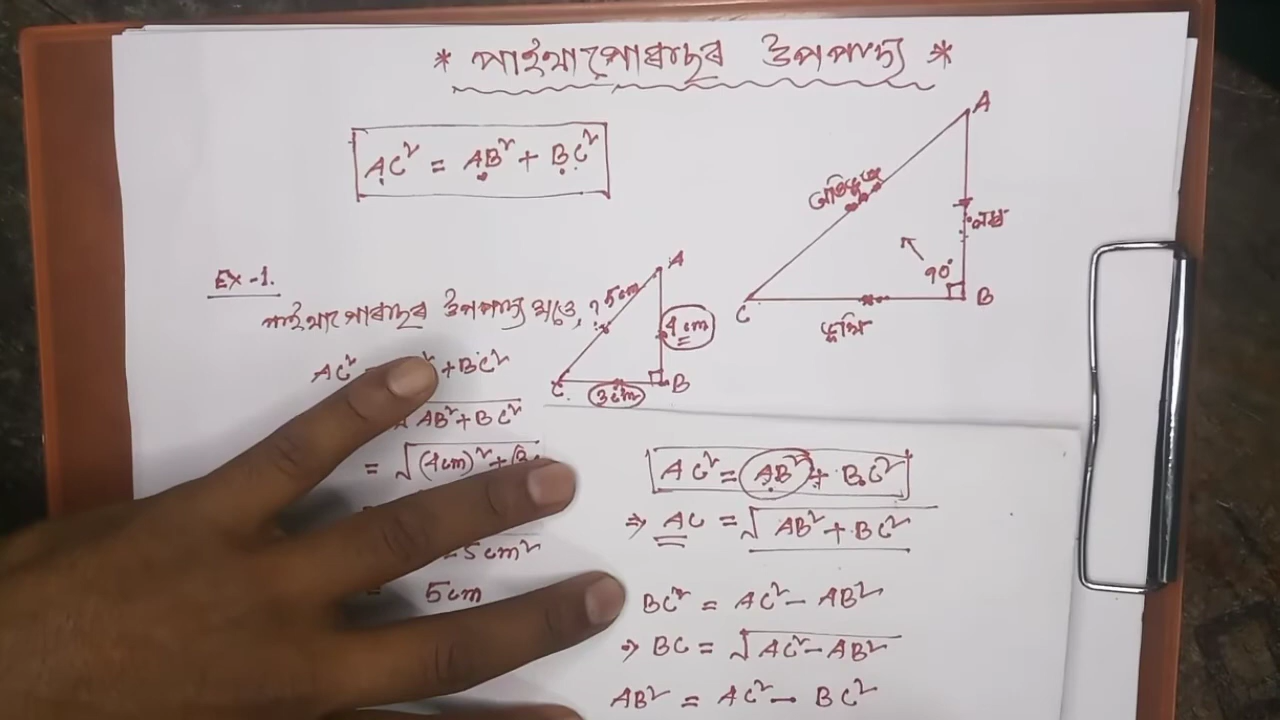 * পাইথাগোৰাছৰ উপপাদ্য *
AC² = AB² + BC²
A
অতিভুজ
লম্ব
90°
C
B
ভূমি
EX-1.
পাইথাগোৰাছৰ উপপাদ্য মতে,
A
? 5cm
4cm
C
B
3cm
AC² = +BC²
√AB²+BC²
= √(4cm)²+
5cm²
= 5cm
AC² = AB² + BC²
⇒ AC = √AB²+BC²
BC² = AC² - AB²
⇒ BC = √AC²-AB²
AB² = AC² - BC²